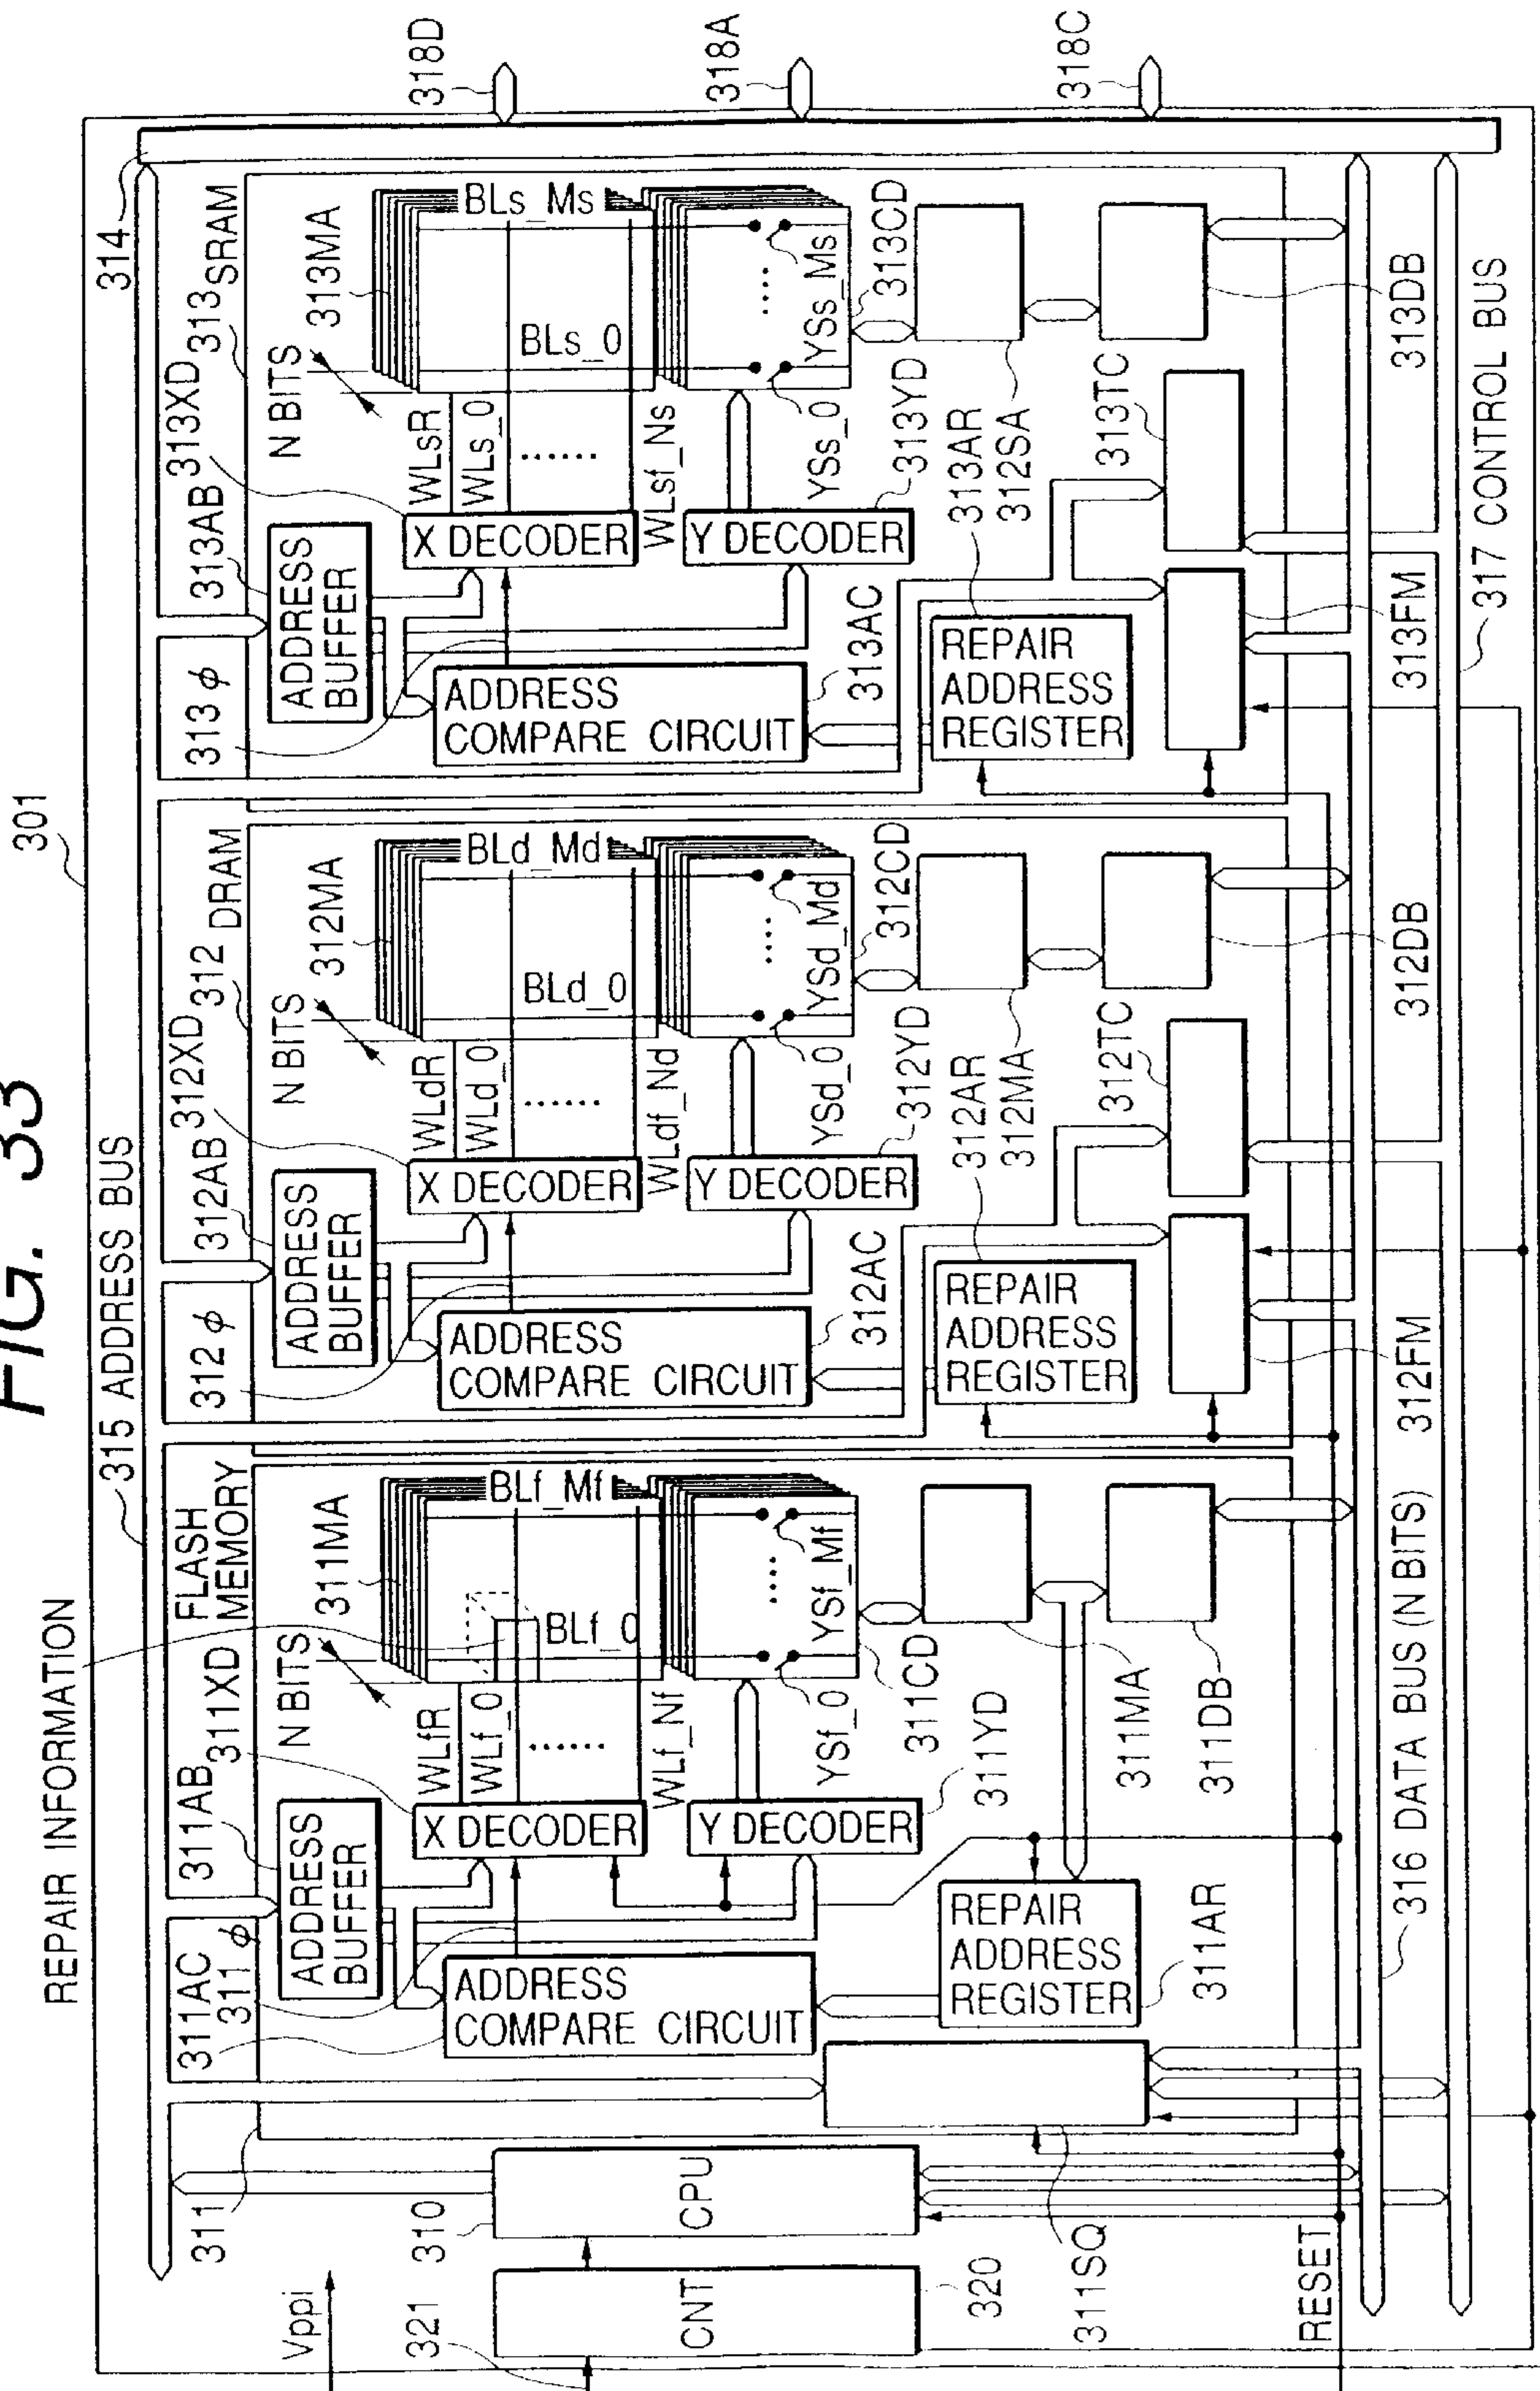 FIG. 33
301
REPAIR INFORMATION
315 ADDRESS BUS
314
311AC
311 φ
311AB
311XD
FLASH
MEMORY
312 φ
312AB
312XD
312
DRAM
313 φ
313AB
313XD
313
SRAM
311
Vppi
321
310
CNT
CPU
320
311SQ
RESET
ADDRESS
BUFFER
N BITS
311MA
X DECODER
WLfR
WLf_0
WLf_Nf
BLf_Mf
BLf_0
ADDRESS
COMPARE CIRCUIT
Y DECODER
YSf_0
YSf_Mf
311CD
311YD
311MA
311DB
REPAIR
ADDRESS
REGISTER
311AR
ADDRESS
BUFFER
N BITS
312MA
X DECODER
WLdR
WLd_0
WLdf_Nd
BLd_Md
BLd_0
ADDRESS
COMPARE CIRCUIT
312AC
Y DECODER
YSd_0
YSd_Md
312CD
312YD
312AR
312MA
REPAIR
ADDRESS
REGISTER
312TC
312FM
312DB
ADDRESS
BUFFER
N BITS
313MA
X DECODER
WLsR
WLs_0
WLsf_Ns
BLs_Ms
BLs_0
ADDRESS
COMPARE CIRCUIT
313AC
Y DECODER
YSs_0
YSs_Ms
313CD
313YD
313AR
312SA
REPAIR
ADDRESS
REGISTER
313TC
313FM
313DB
318D
318A
318C
316 DATA BUS (N BITS)
317 CONTROL BUS